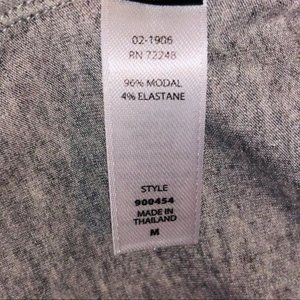 02-1906
RN 72248
96% MODAL
4% ELASTANE
STYLE
900454
MADE IN
THAILAND
M